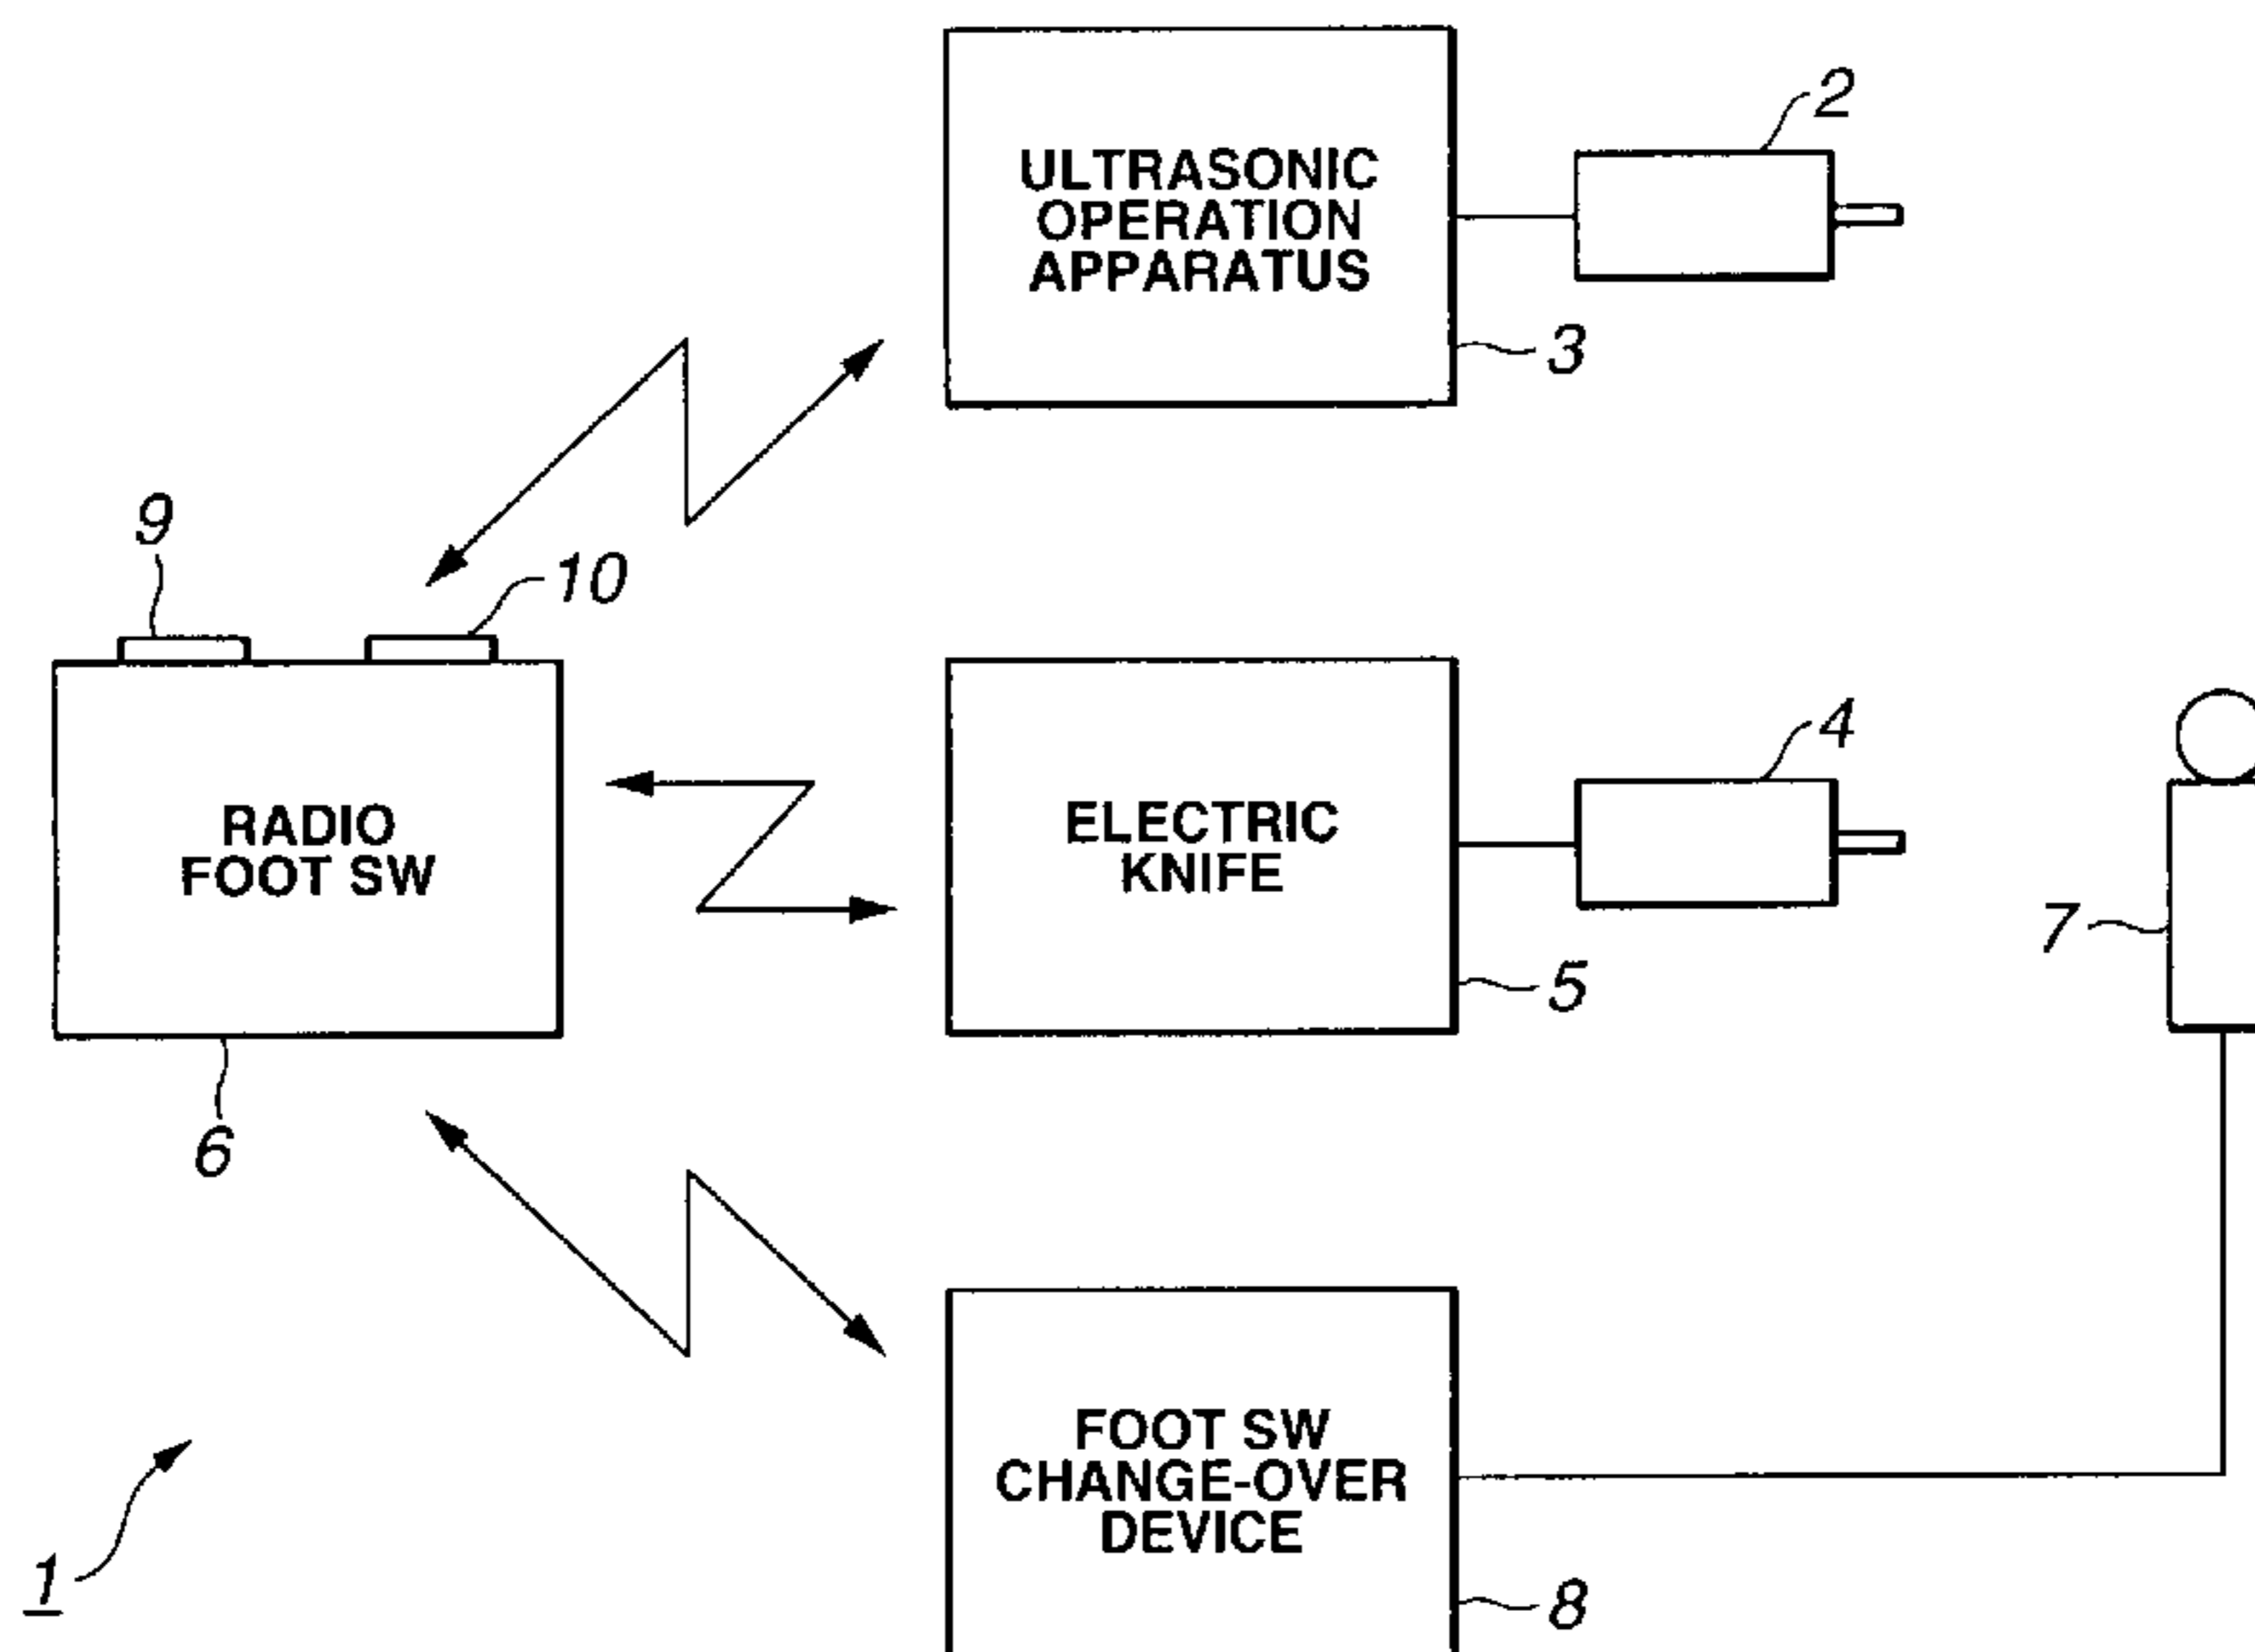 2
ULTRASONIC
OPERATION
APPARATUS
3
9
10
4
RADIO
FOOT SW
ELECTRIC
KNIFE
7
5
6
FOOT SW
CHANGE-OVER
DEVICE
1
8